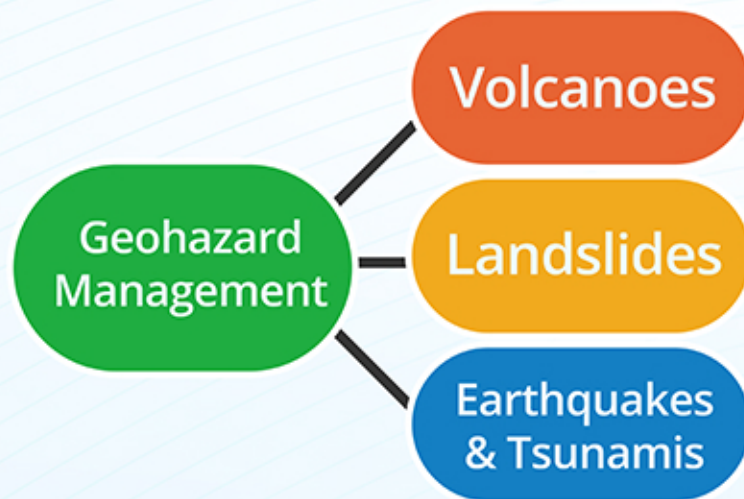 Volcanoes
Geohazard
Management
Landslides
Earthquakes
& Tsunamis